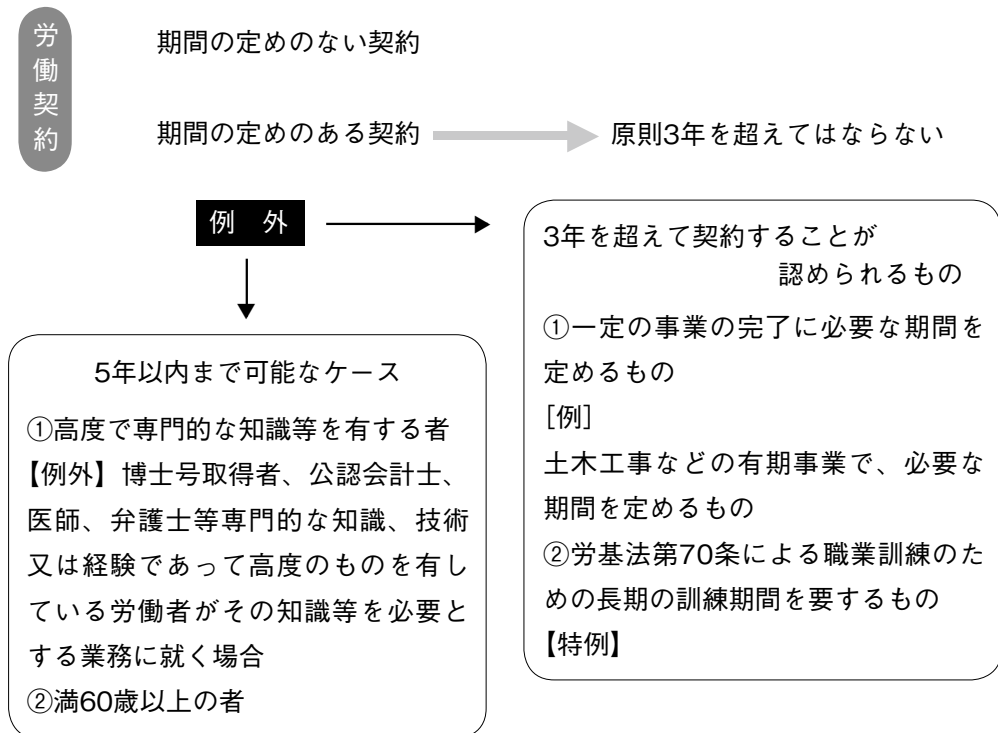 労働契約
期間の定めのない契約
期間の定めのある契約
原則3年を超えてはならない
例 外
5年以内まで可能なケース
①高度で専門的な知識等を有する者
【例外】博士号取得者、公認会計士、
医師、弁護士等専門的な知識、技術
又は経験であって高度のものを有し
ている労働者がその知識等を必要と
する業務に就く場合
②満60歳以上の者
3年を超えて契約することが
認められるもの
①一定の事業の完了に必要な期間を
定めるもの
[例]
土木工事などの有期事業で、必要な
期間を定めるもの
②労基法第70条による職業訓練のた
めの長期の訓練期間を要するもの
【特例】